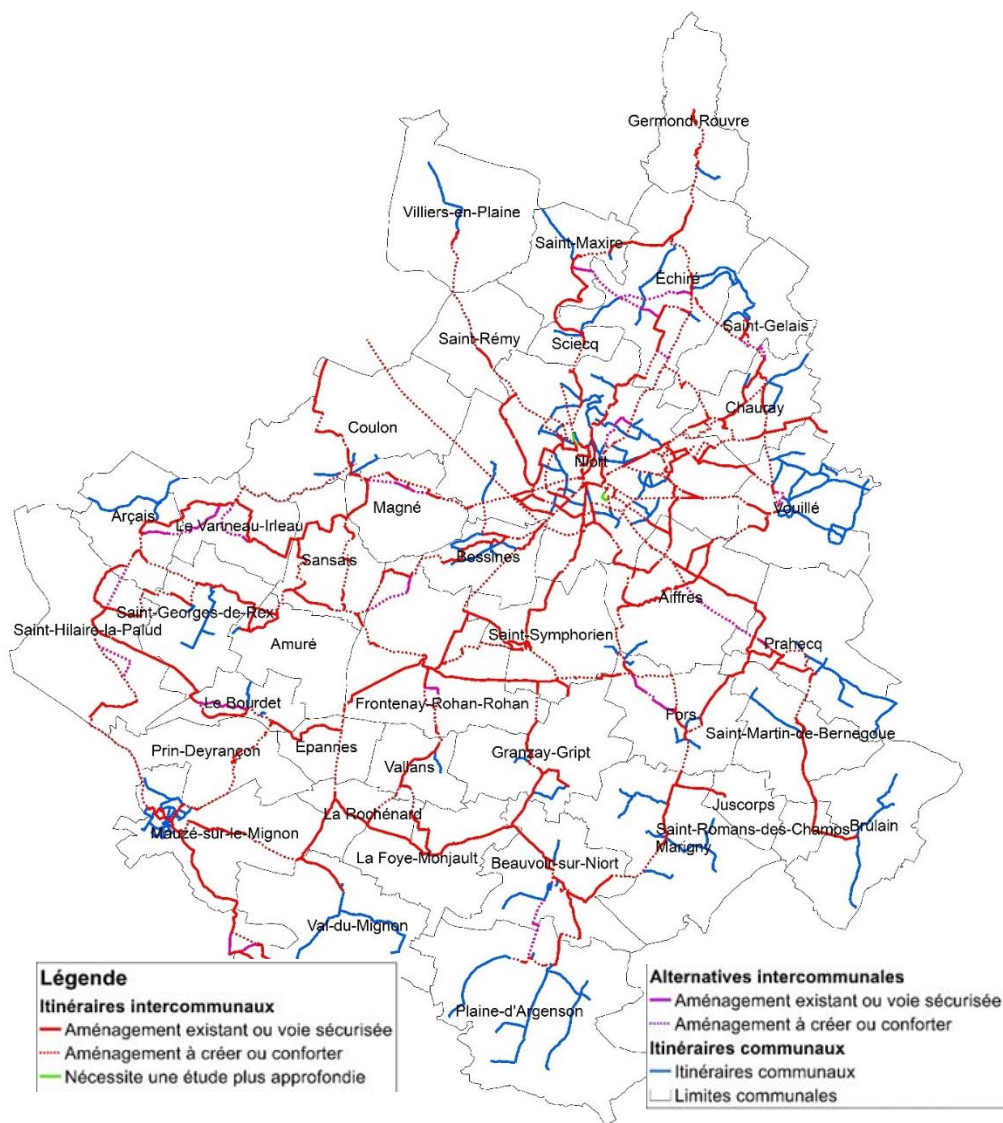 Germond-Rouvre
Villiers-en-Plaine
Saint-Maxire
Échiré
Saint-Gelais
Saint-Rémy
Sciecq
Chauray
Coulon
Niort
Magné
Vouillé
Arçais
Le Vanneau-Irleau
Bessines
Sansais
Aiffres
Saint-Georges-de-Rex
Saint-Hilaire-la-Palud
Amuré
Saint-Symphorien
Prahecq
Le Bourdet
Frontenay-Rohan-Rohan
Fors
Saint-Martin-de-Bernegoue
Prin-Deyrançon
Epannes
Vallans
Granzay-Gript
Juscorps
La Rochénard
Mauzé-sur-le-Mignon
Saint-Romans-des-Champs
Brulain
Marigny
La Foye-Monjault
Beauvoir-sur-Niort
Val-du-Mignon
Plaine-d'Argenson
Légende
Itinéraires intercommunaux
Aménagement existant ou voie sécurisée
Aménagement à créer ou conforter
Nécessite une étude plus approfondie
Alternatives intercommunales
Aménagement existant ou voie sécurisée
Aménagement à créer ou conforter
Itinéraires communaux
Itinéraires communaux
Limites communales